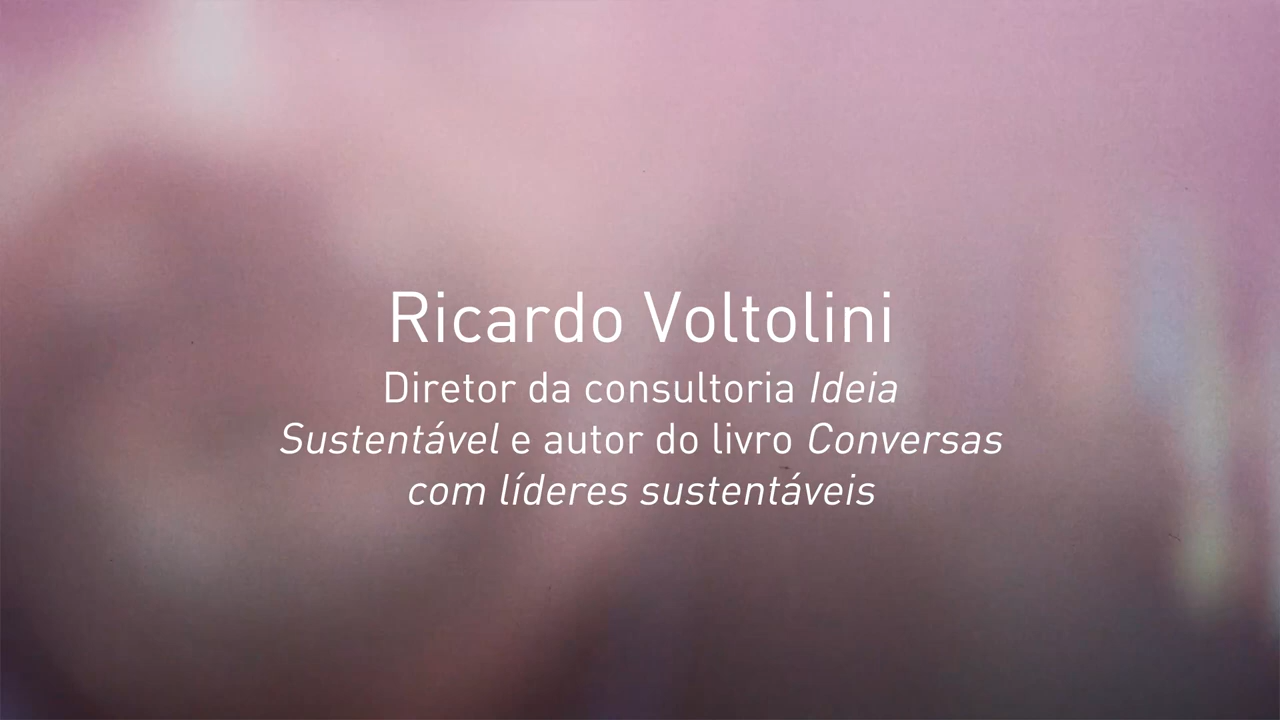 Ricardo Voltolini
Diretor da consultoria Ideia
Sustentável e autor do livro Conversas
com líderes sustentáveis